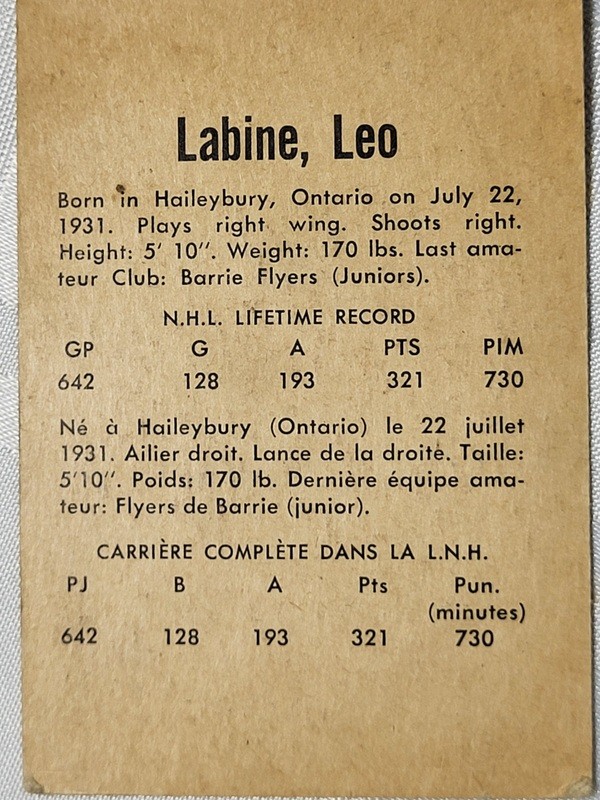 Labine, Leo
Born in Haileybury, Ontario on July 22,
1931. Plays right wing. Shoots right.
Height: 5' 10". Weight: 170 lbs. Last ama-
teur Club: Barrie Flyers (Juniors).
N.H.L. LIFETIME RECORD
GP G A PTS PIM
642 128 193 321 730
Né à Haileybury (Ontario) le 22 juillet
1931. Ailier droit. Lance de la droite. Taille:
5'10". Poids: 170 lb. Dernière équipe ama-
teur: Flyers de Barrie (junior).
CARRIÈRE COMPLÈTE DANS LA L.N.H.
PJ B A Pts Pun.
(minutes)
642 128 193 321 730